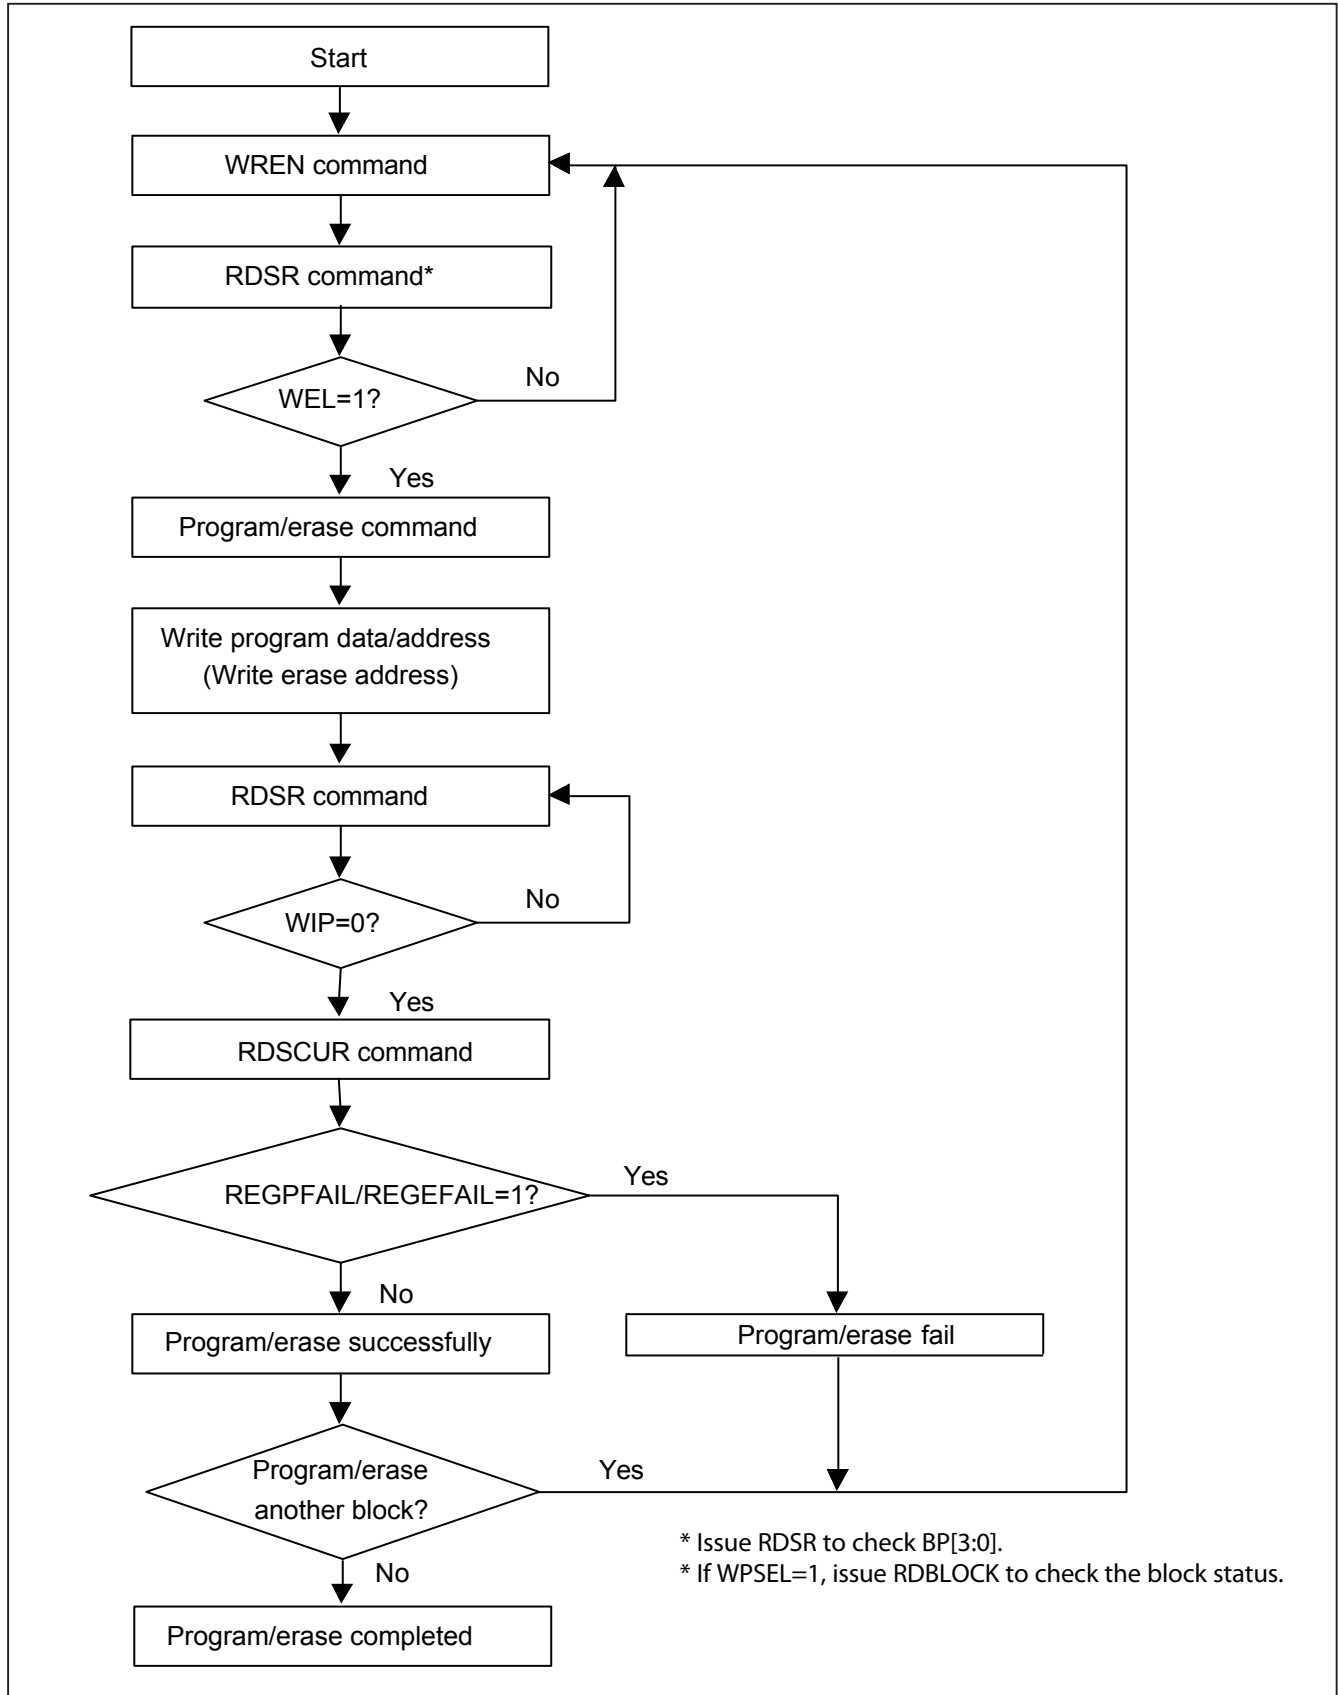 Start
WREN command
RDSR command*
WEL=1?
No
Yes
Program/erase command
Write program data/address
(Write erase address)
RDSR command
WIP=0?
No
Yes
RDSCUR command
REGPFAIL/REGEFAIL=1?
Yes
No
Program/erase successfully
Program/erase fail
Program/erase
another block?
Yes
* Issue RDSR to check BP[3:0].
* If WPSEL=1, issue RDBLOCK to check the block status.
No
Program/erase completed